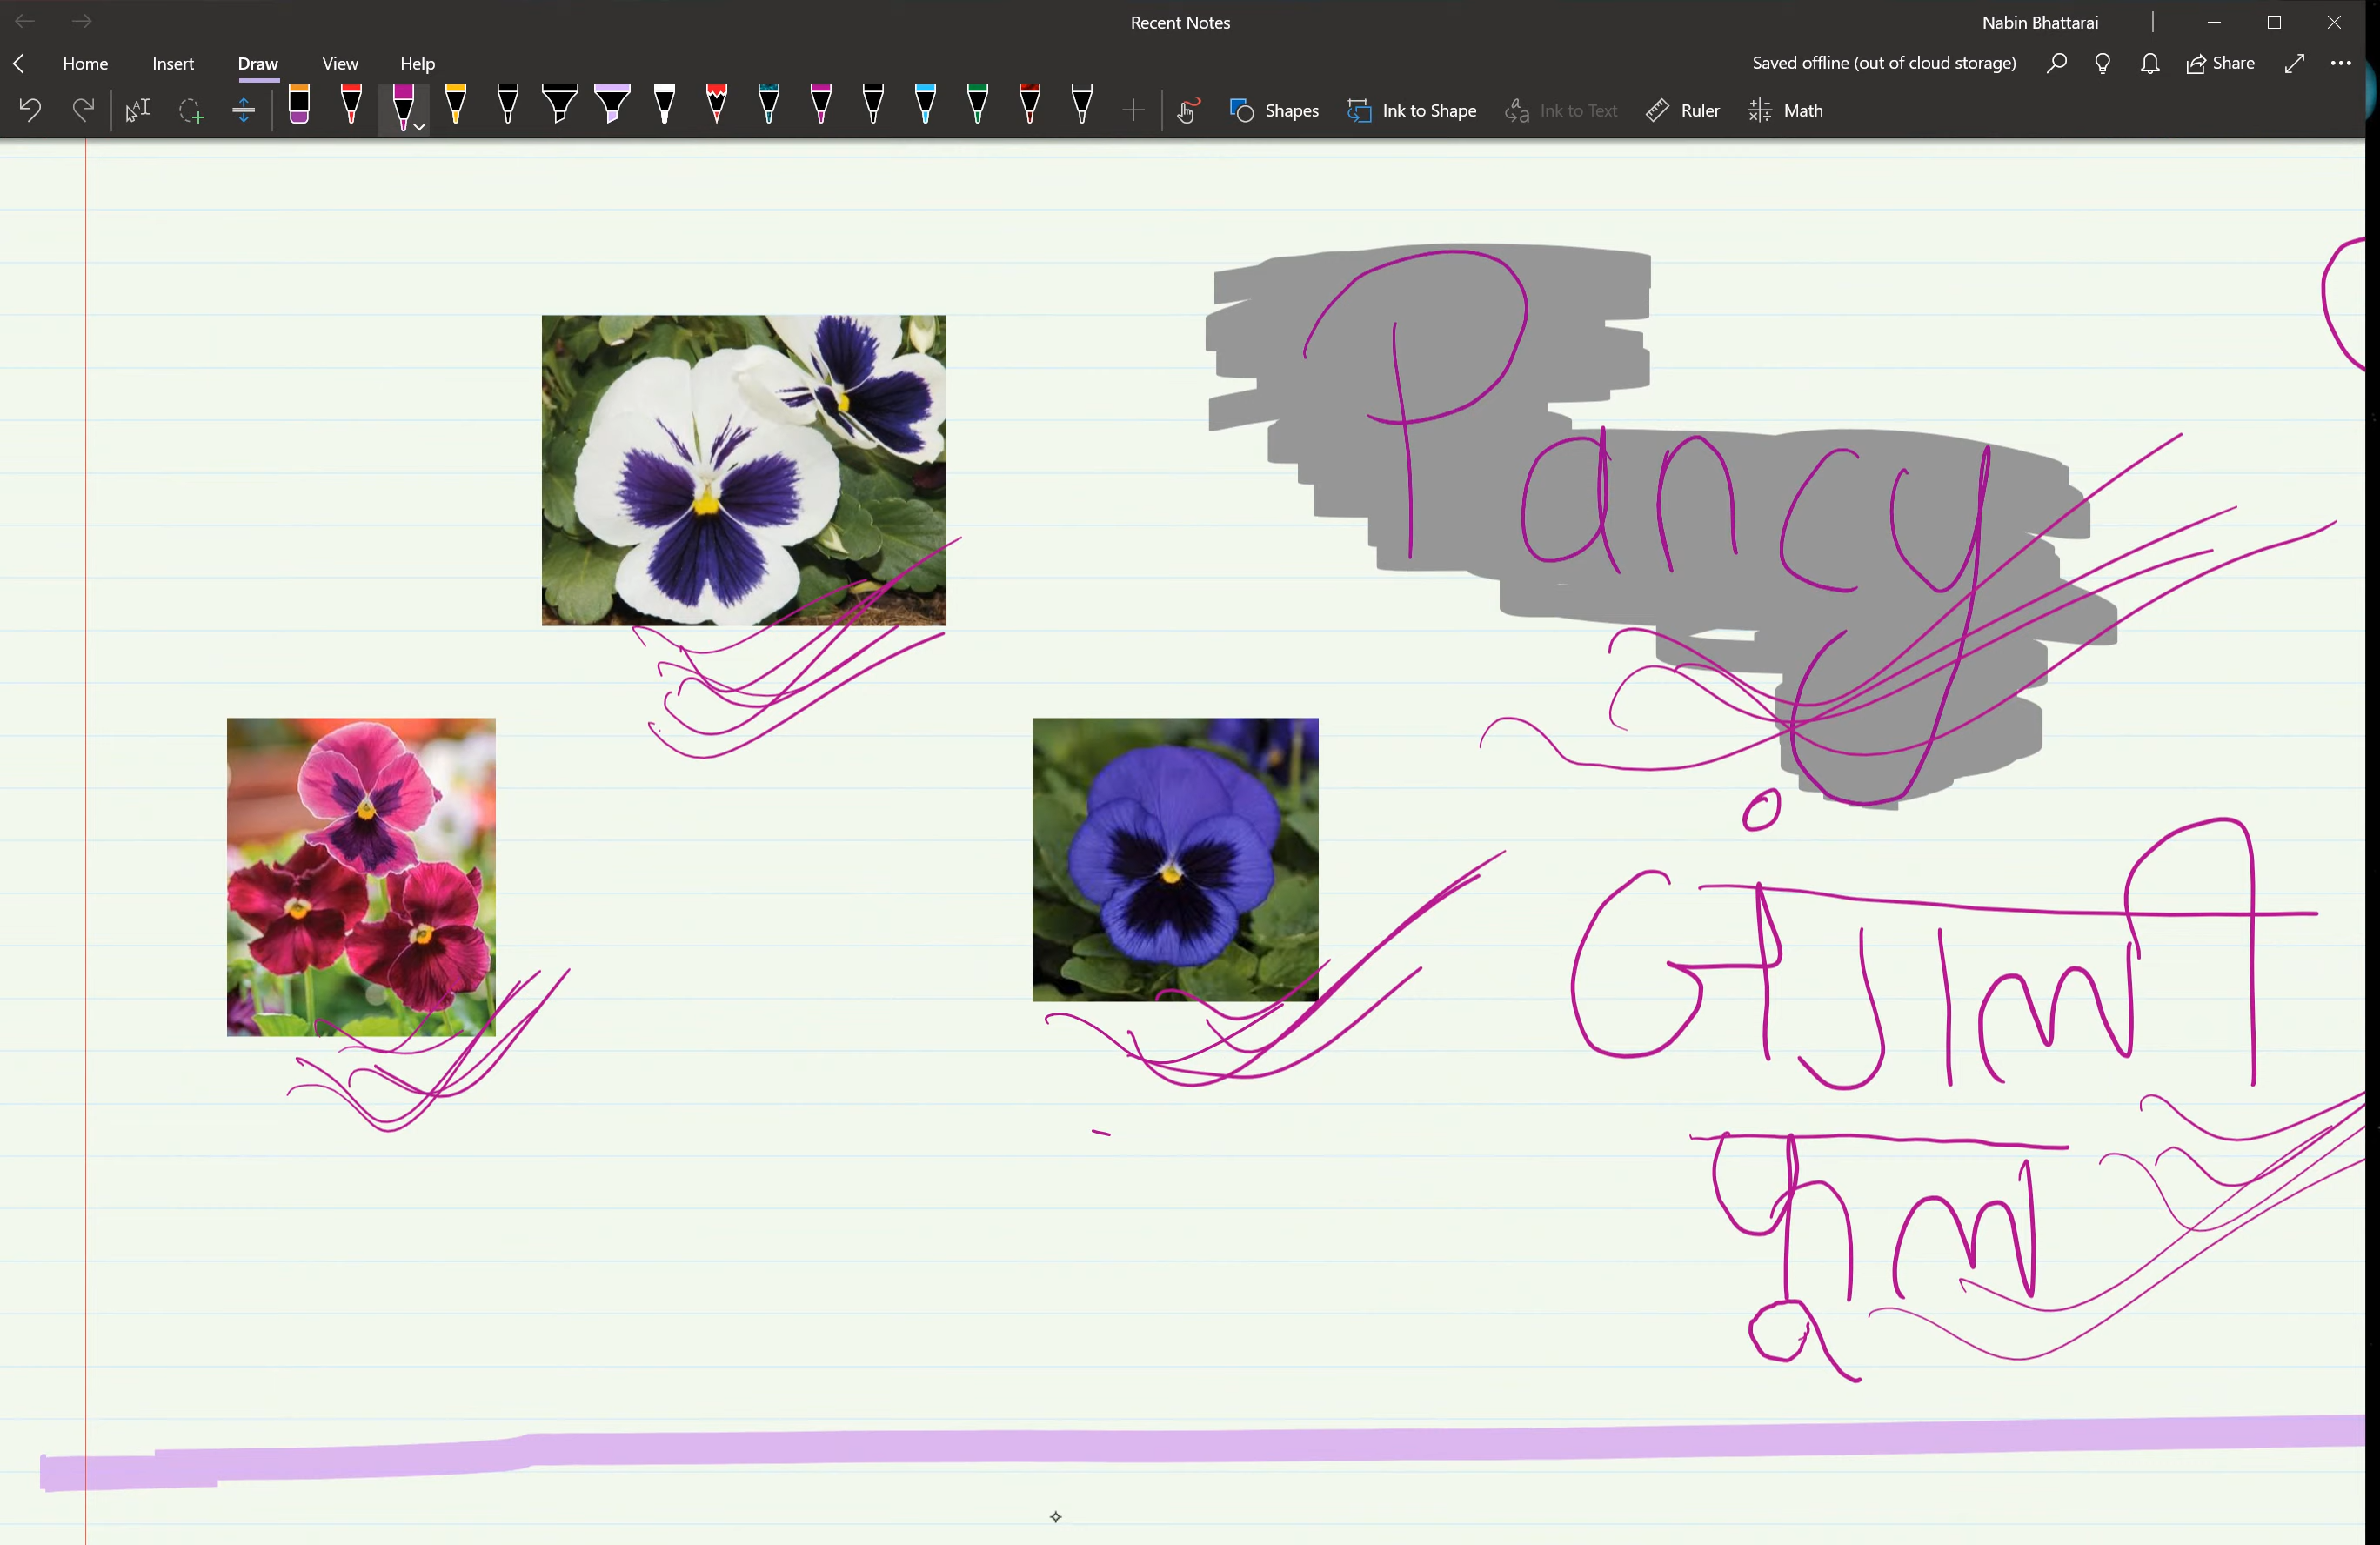 Recent Notes
Nabin Bhattarai
Home Insert Draw View Help
Saved offline (out of cloud storage)
Share
Shapes
Ink to Shape
Ink to Text
Ruler
Math
Pancy
फूल